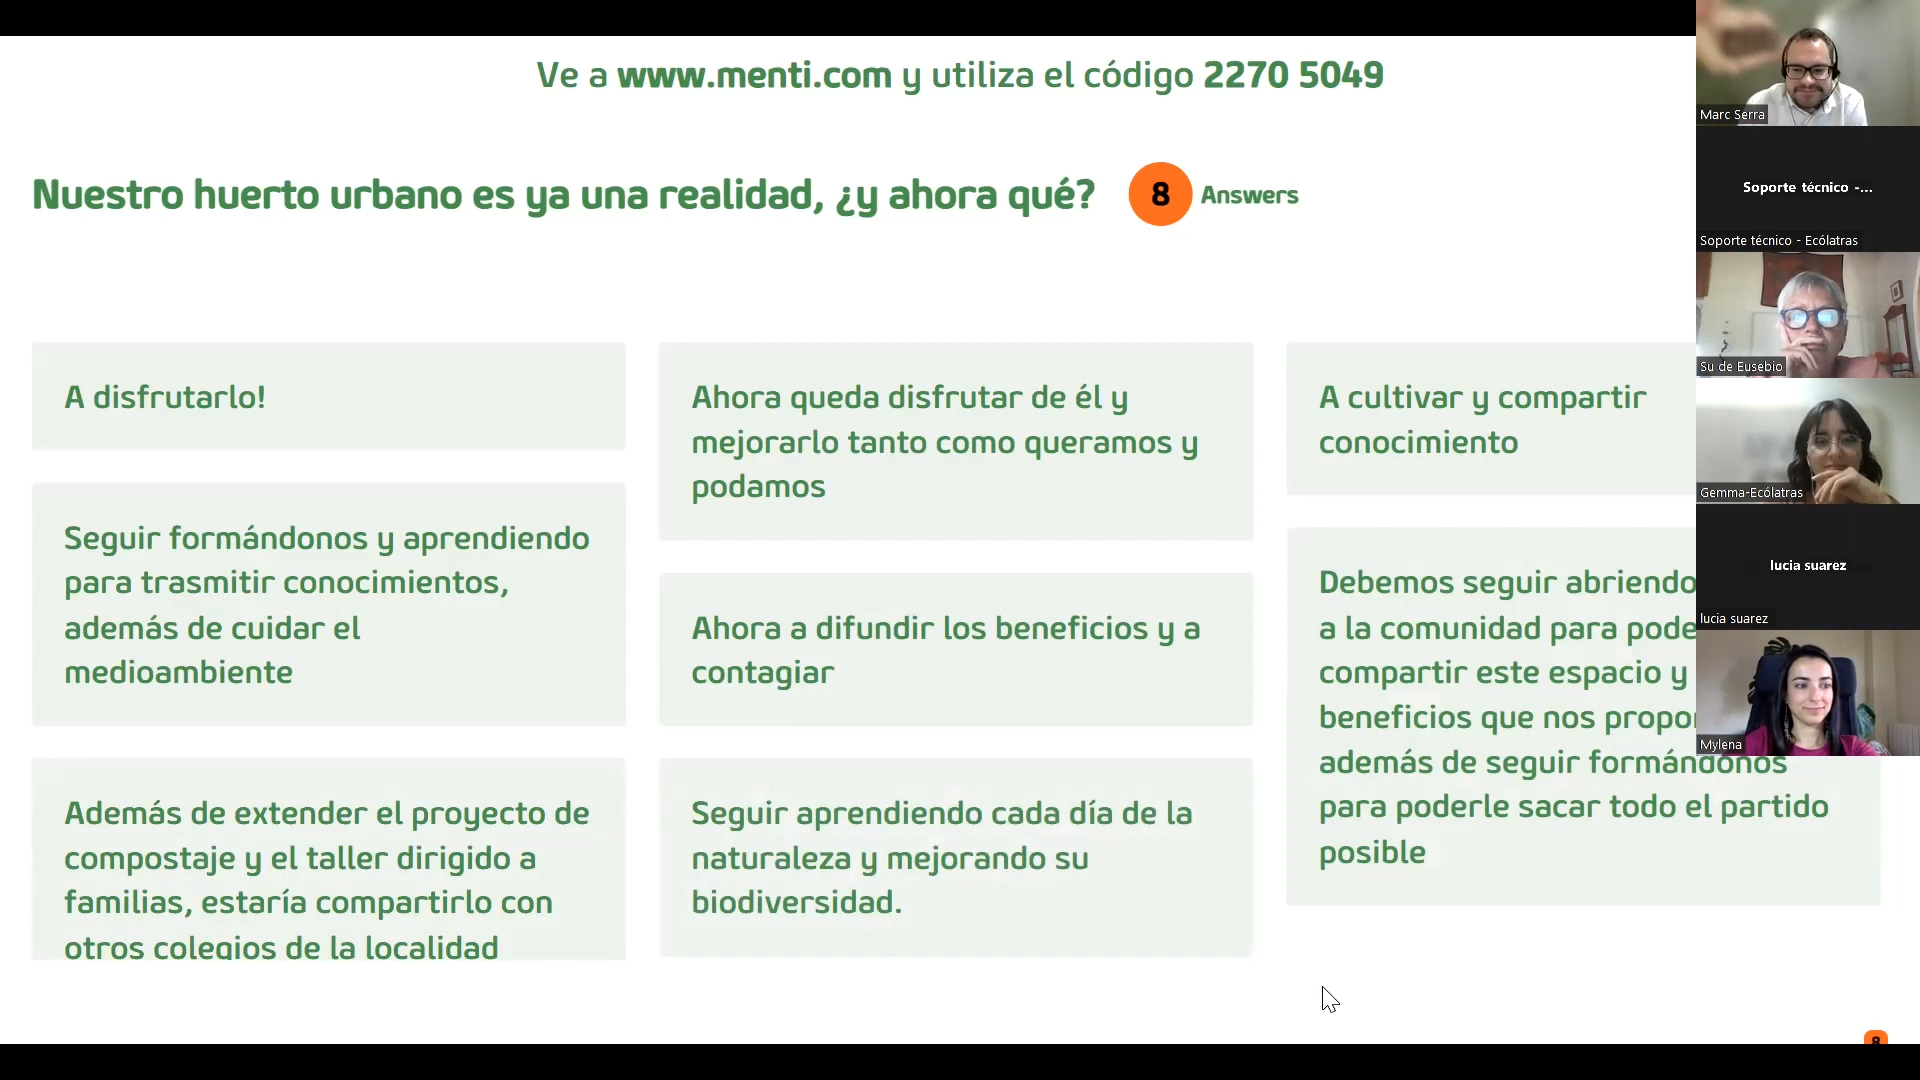 Ve a www.menti.com y utiliza el código 2270 5049
Nuestro huerto urbano es ya una realidad, ¿y ahora qué?
8 Answers
A disfrutarlo!
Seguir formándonos y aprendiendo
para trasmitir conocimientos,
además de cuidar el
medioambiente
Además de extender el proyecto de
compostaje y el taller dirigido a
familias, estaría compartirlo con
otros colegios de la localidad
Ahora queda disfrutar de él y
mejorarlo tanto como queramos y
podamos
Ahora a difundir los beneficios y a
contagiar
Seguir aprendiendo cada día de la
naturaleza y mejorando su
biodiversidad.
A cultivar y compartir
conocimiento
Debemos seguir abriendo
a la comunidad para
compartir este espacio y
beneficios que nos
además de seguir formándonos
para poderle sacar todo el partido
posible
Marc Serra
Soporte técnico -...
Soporte técnico - Ecólatras
Su de Eusebio
Gemma-Ecólatras
lucia suarez
lucia suarez
Mylena
8